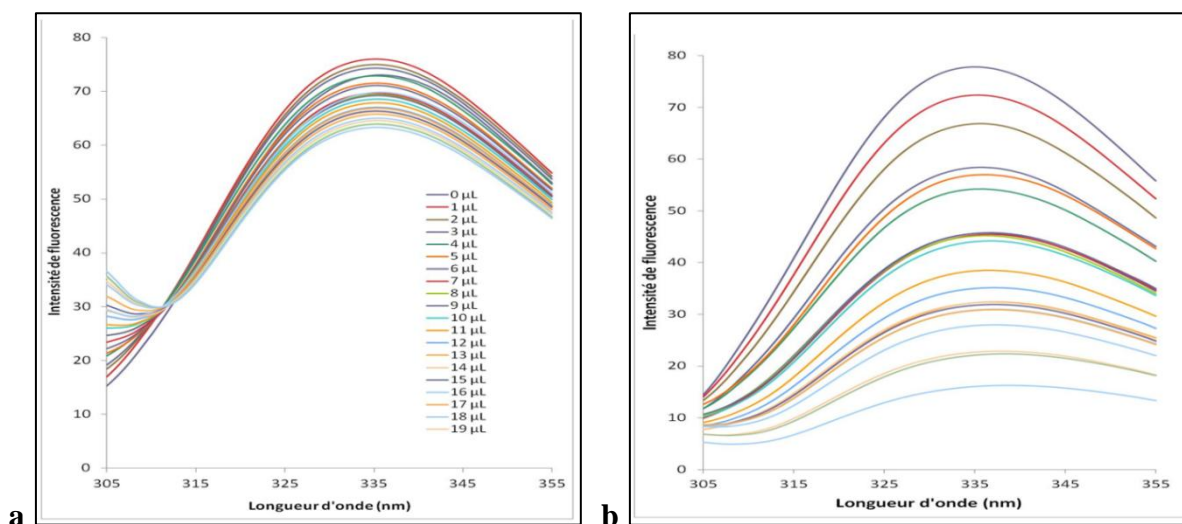 80
70
60
50
40
30
20
10
0
305
315
325
335
345
355
Intensité de fluorescence
Longueur d'onde (nm)
0 µL
1 µL
2 µL
3 µL
4 µL
5 µL
6 µL
7 µL
8 µL
9 µL
10 µL
11 µL
12 µL
13 µL
14 µL
15 µL
16 µL
17 µL
18 µL
19 µL
a
80
70
60
50
40
30
20
10
0
305
315
325
335
345
355
Intensité de fluorescence
Longueur d'onde (nm)
b